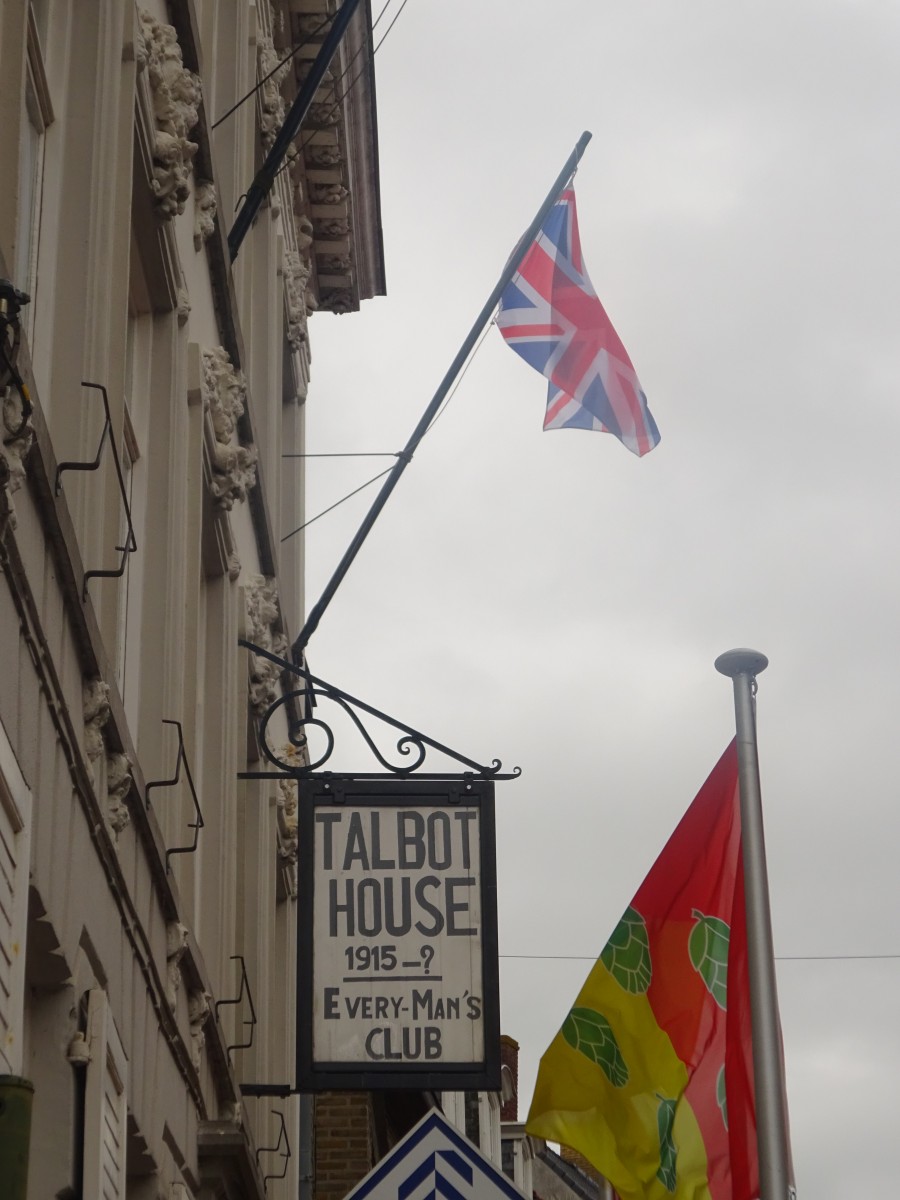 TALBOT
HOUSE
1915–?
EVERY-MAN'S
CLUB